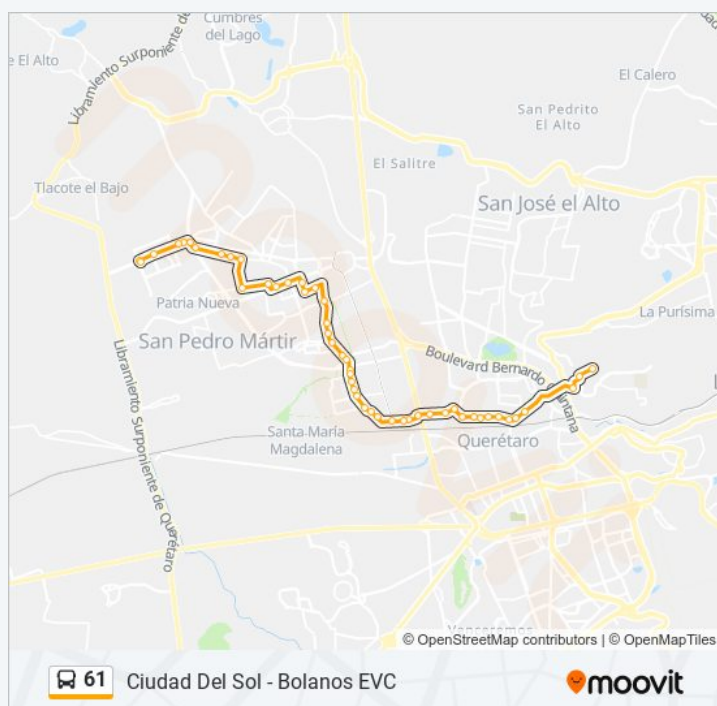 Cumbres
del Lago
Libramiento Surponiente de
e El Alto
El Calero
San Pedrito
El Alto
El Salitre
Tlacote el Bajo
San José el Alto
Patria Nueva
La Purísima
San Pedro Mártir
Boulevard Bernardo Quintana
Libramiento Surponiente de Querétaro
Santa María
Magdalena
Querétaro
© OpenStreetMap contributors | © OpenMapTiles
61 Ciudad Del Sol - Bolanos EVC
moovit